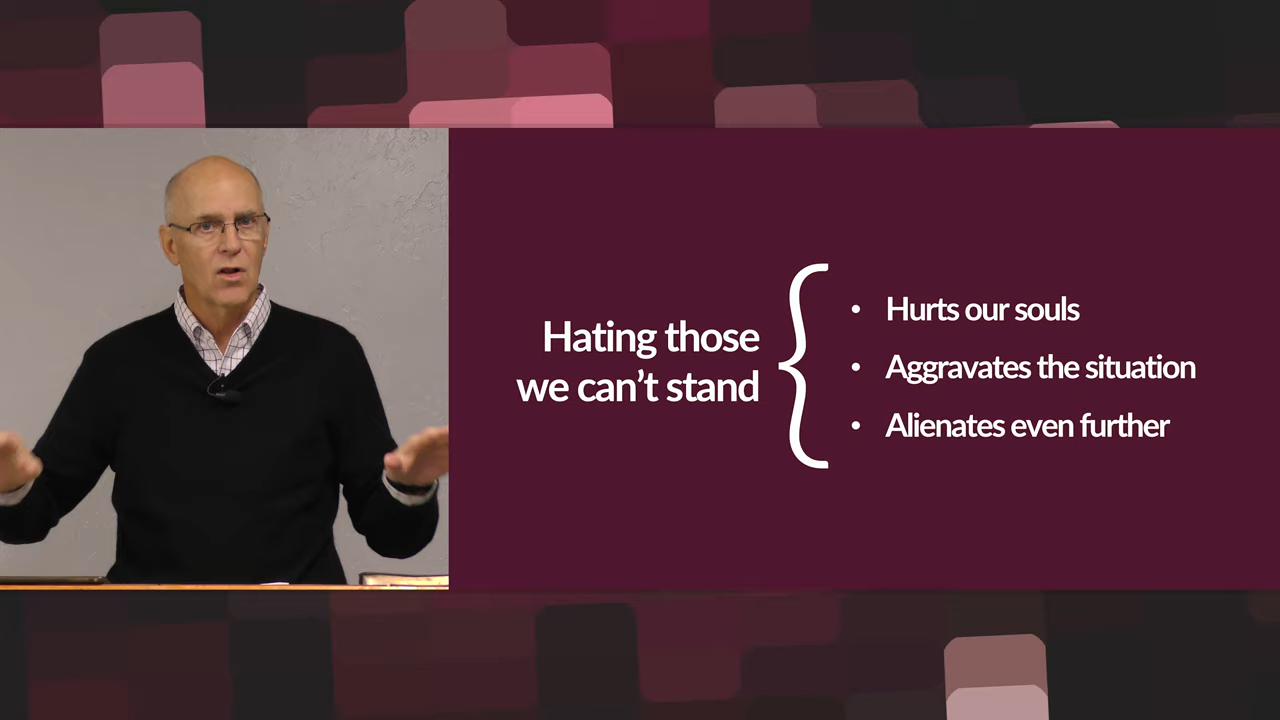 Hating those
we can’t stand
• Hurts our souls
• Aggravates the situation
• Alienates even further